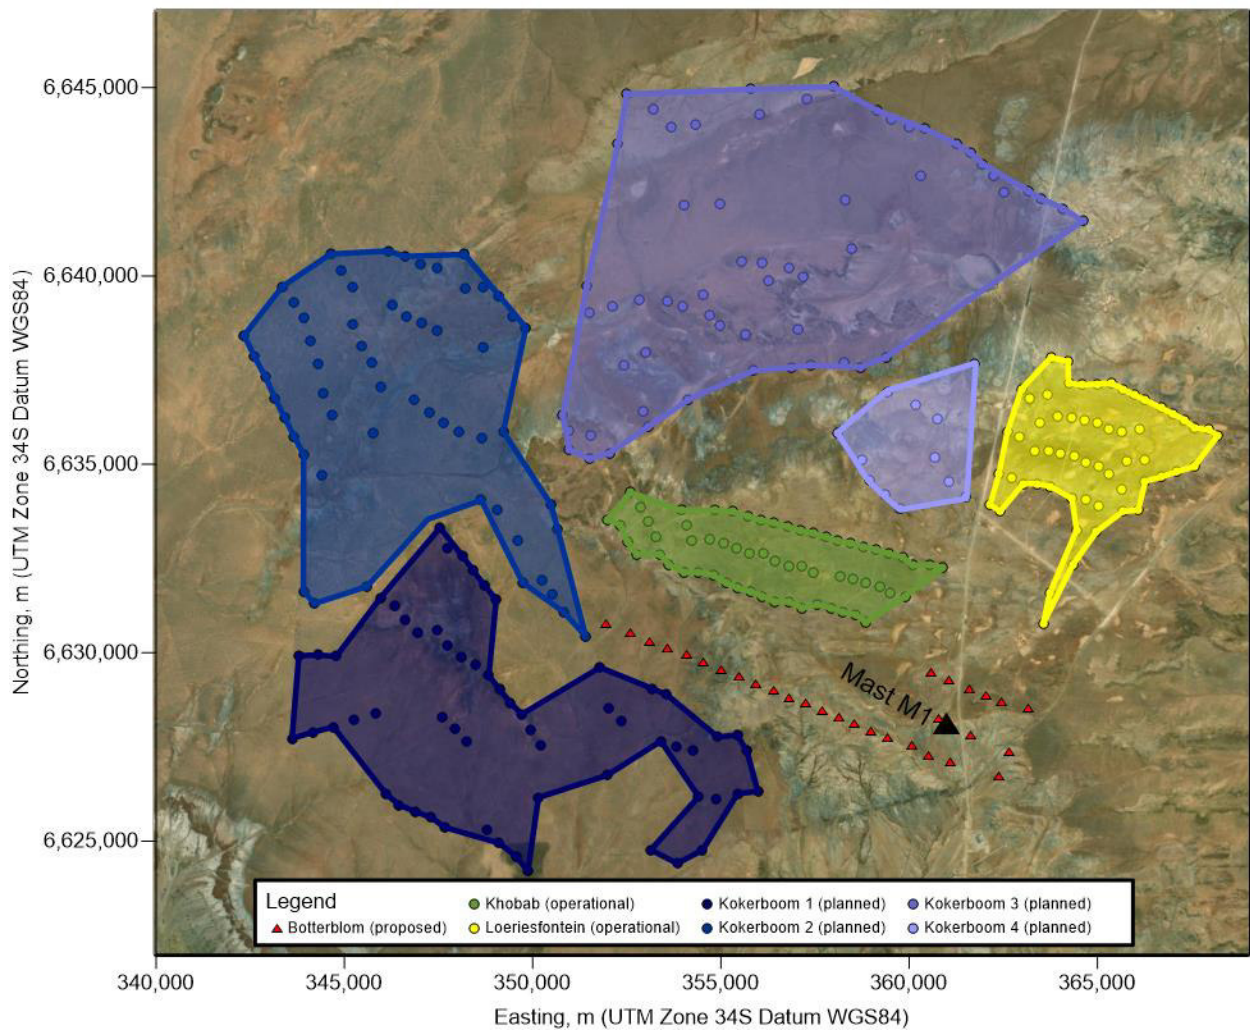 6,645,000
6,640,000
6,635,000
6,630,000
6,625,000
Northing, m (UTM Zone 34S Datum WGS84)
Mast M1
Legend
Botterblom (proposed)
Khobab (operational)
Loeriesfontein (operational)
Kokerboom 1 (planned)
Kokerboom 2 (planned)
Kokerboom 3 (planned)
Kokerboom 4 (planned)
340,000
345,000
350,000
355,000
360,000
365,000
Easting, m (UTM Zone 34S Datum WGS84)